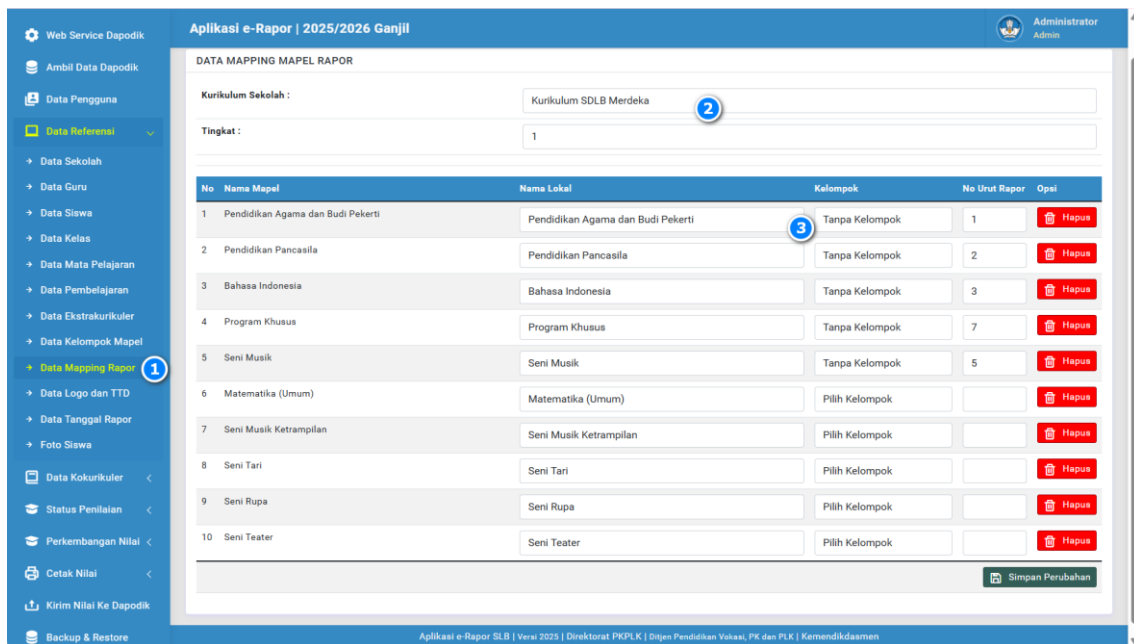 Web Service Dapodik
Ambil Data Dapodik
Data Pengguna
Data Referensi
Data Sekolah
Data Guru
Data Siswa
Data Kelas
Data Mata Pelajaran
Data Pembelajaran
Data Ekstrakurikuler
Data Kelompok Mapel
Data Mapping Rapor 1
Data Logo dan TTD
Data Tanggal Rapor
Foto Siswa
Data Kokurikuler
Status Penilaian
Perkembangan Nilai
Cetak Nilai
Kirim Nilai Ke Dapodik
Backup & Restore
Aplikasi e-Rapor | 2025/2026 Ganjil
Administrator
Admin
DATA MAPPING MAPEL RAPOR
Kurikulum Sekolah : Kurikulum SDLB Merdeka 2
Tingkat : 1
No Nama Mapel Nama Lokal Kelompok No Urut Rapor Opsi
1 Pendidikan Agama dan Budi Pekerti Pendidikan Agama dan Budi Pekerti 3 Tanpa Kelompok 1 Hapus
2 Pendidikan Pancasila Pendidikan Pancasila Tanpa Kelompok 2 Hapus
3 Bahasa Indonesia Bahasa Indonesia Tanpa Kelompok 3 Hapus
4 Program Khusus Program Khusus Tanpa Kelompok 7 Hapus
5 Seni Musik Seni Musik Tanpa Kelompok 5 Hapus
6 Matematika (Umum) Matematika (Umum) Pilih Kelompok Hapus
7 Seni Musik Ketrampilan Seni Musik Ketrampilan Pilih Kelompok Hapus
8 Seni Tari Seni Tari Pilih Kelompok Hapus
9 Seni Rupa Seni Rupa Pilih Kelompok Hapus
10 Seni Teater Seni Teater Pilih Kelompok Hapus
Simpan Perubahan
Aplikasi e-Rapor SLB | Versi 2025 | Direktorat PKPLK | Ditjen Pendidikan Vokasi, PK dan PLK | Kemendikdasmen